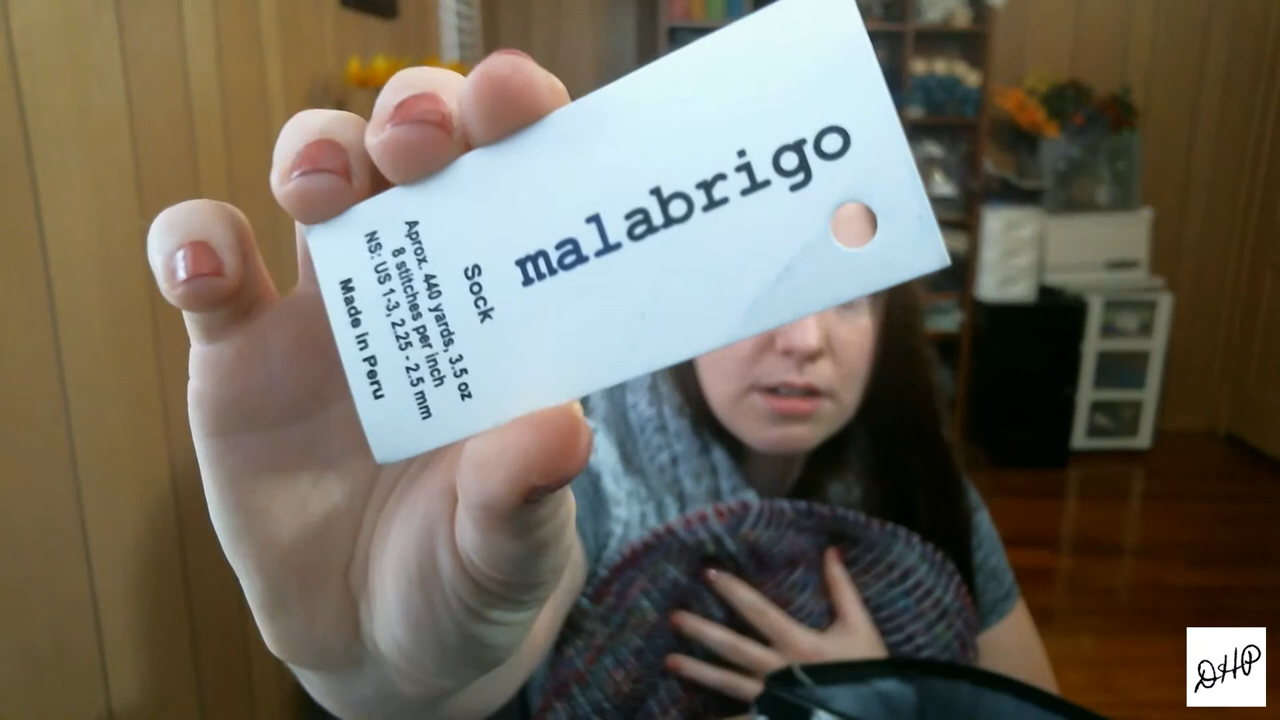 malabrigo
Sock
Aprox. 440 yards, 3.5 oz
8 stitches per inch
NS: US 1-3, 2.25 - 2.5 mm
Made in Peru
DHP